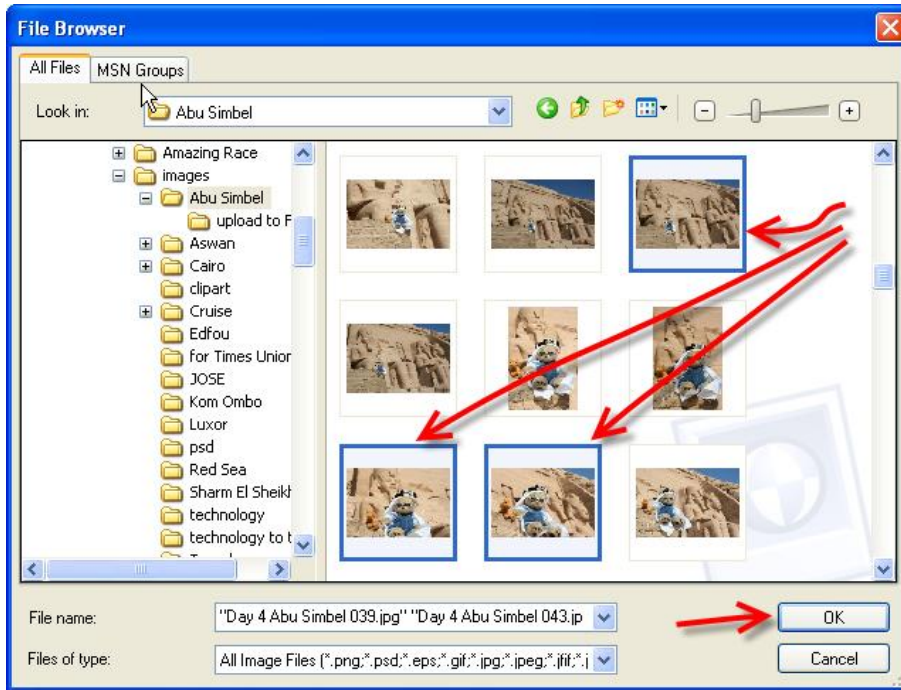 File Browser
All Files MSN Groups
Look in: Abu Simbel
Amazing Race
images
Abu Simbel
upload to F
Aswan
Cairo
clipart
Cruise
Edfou
for Times Union
JOSE
Kom Ombo
Luxor
psd
Red Sea
Sharm El Sheikh
technology
technology to t
File name: "Day 4 Abu Simbel 039.jpg" "Day 4 Abu Simbel 043.jp
OK
Files of type: All Image Files (*.png;*.psd;*.eps;*.gif;*.jpg;*.jpeg;*.jfif;*.j
Cancel